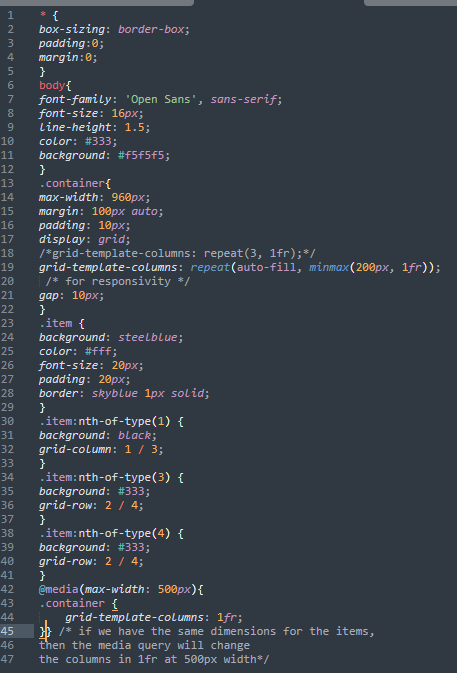 1 * {
2 box-sizing: border-box;
3 padding:0;
4 margin:0;
5 }
6 body{
7 font-family: 'Open Sans', sans-serif;
8 font-size: 16px;
9 line-height: 1.5;
10 color: #333;
11 background: #f5f5f5;
12 }
13 .container{
14 max-width: 960px;
15 margin: 100px auto;
16 padding: 10px;
17 display: grid;
18 /*grid-template-columns: repeat(3, 1fr);*/
19 grid-template-columns: repeat(auto-fill, minmax(200px, 1fr));
20 /* for responsivity */
21 gap: 10px;
22 }
23 .item {
24 background: steelblue;
25 color: #fff;
26 font-size: 20px;
27 padding: 20px;
28 border: skyblue 1px solid;
29 }
30 .item:nth-of-type(1) {
31 background: black;
32 grid-column: 1 / 3;
33 }
34 .item:nth-of-type(3) {
35 background: #333;
36 grid-row: 2 / 4;
37 }
38 .item:nth-of-type(4) {
39 background: #333;
40 grid-row: 2 / 4;
41 }
42 @media(max-width: 500px){
43 .container {
44 grid-template-columns: 1fr;
45 }} /* if we have the same dimensions for the items,
46 then the media query will change
47 the columns in 1fr at 500px width*/